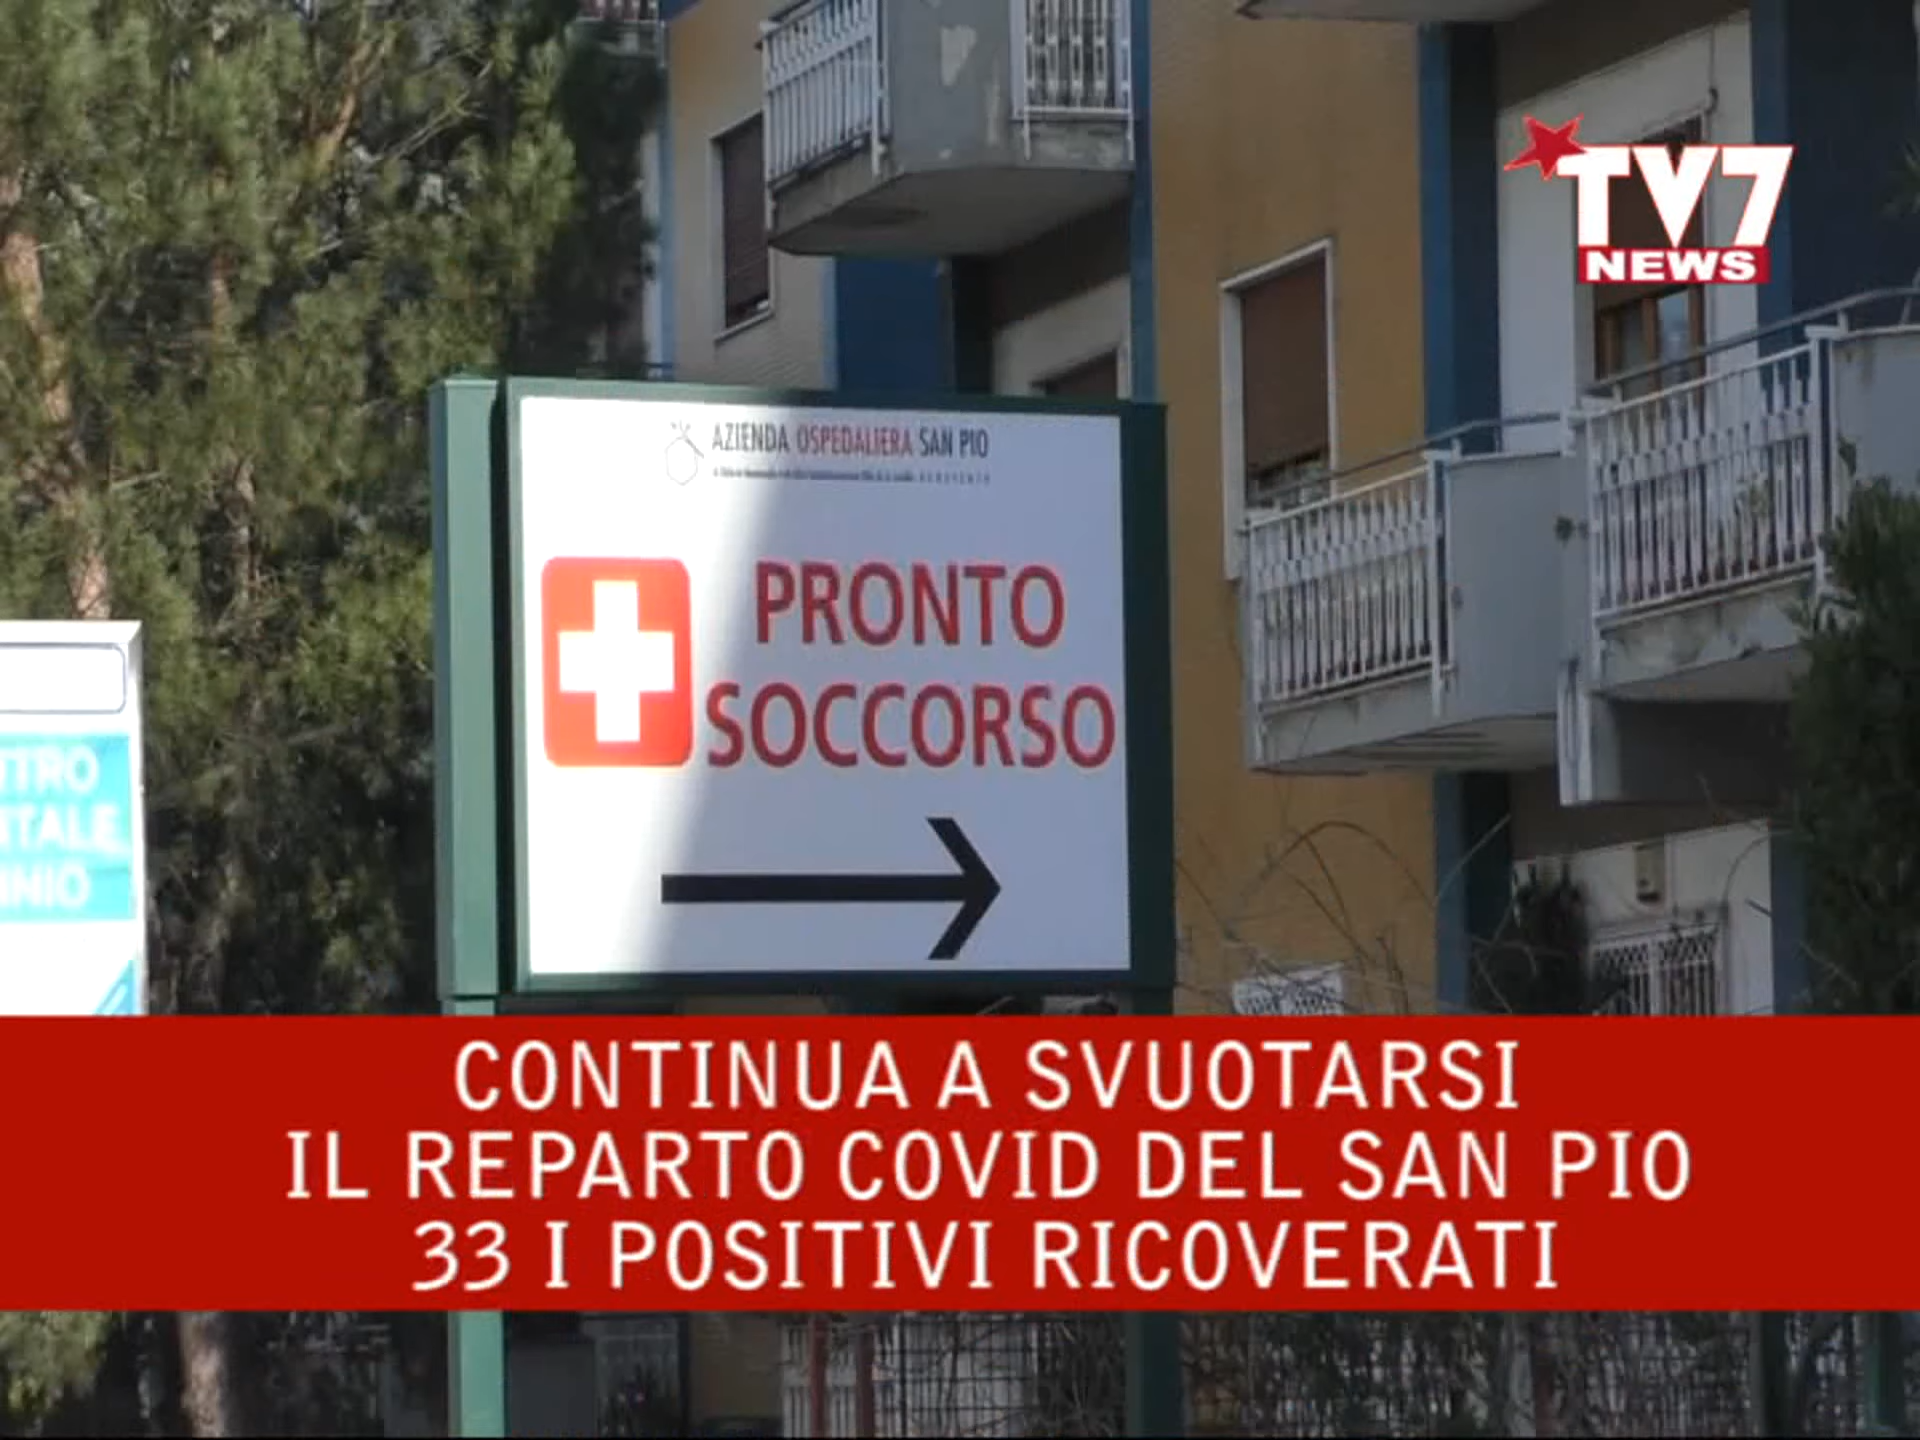 TV7
NEWS
AZIENDA OSPEDALIERA SAN PIO
BENEVENTO
PRONTO
SOCCORSO
CONTINUA A SVUOTARSI
IL REPARTO COVID DEL SAN PIO
33 I POSITIVI RICOVERATI